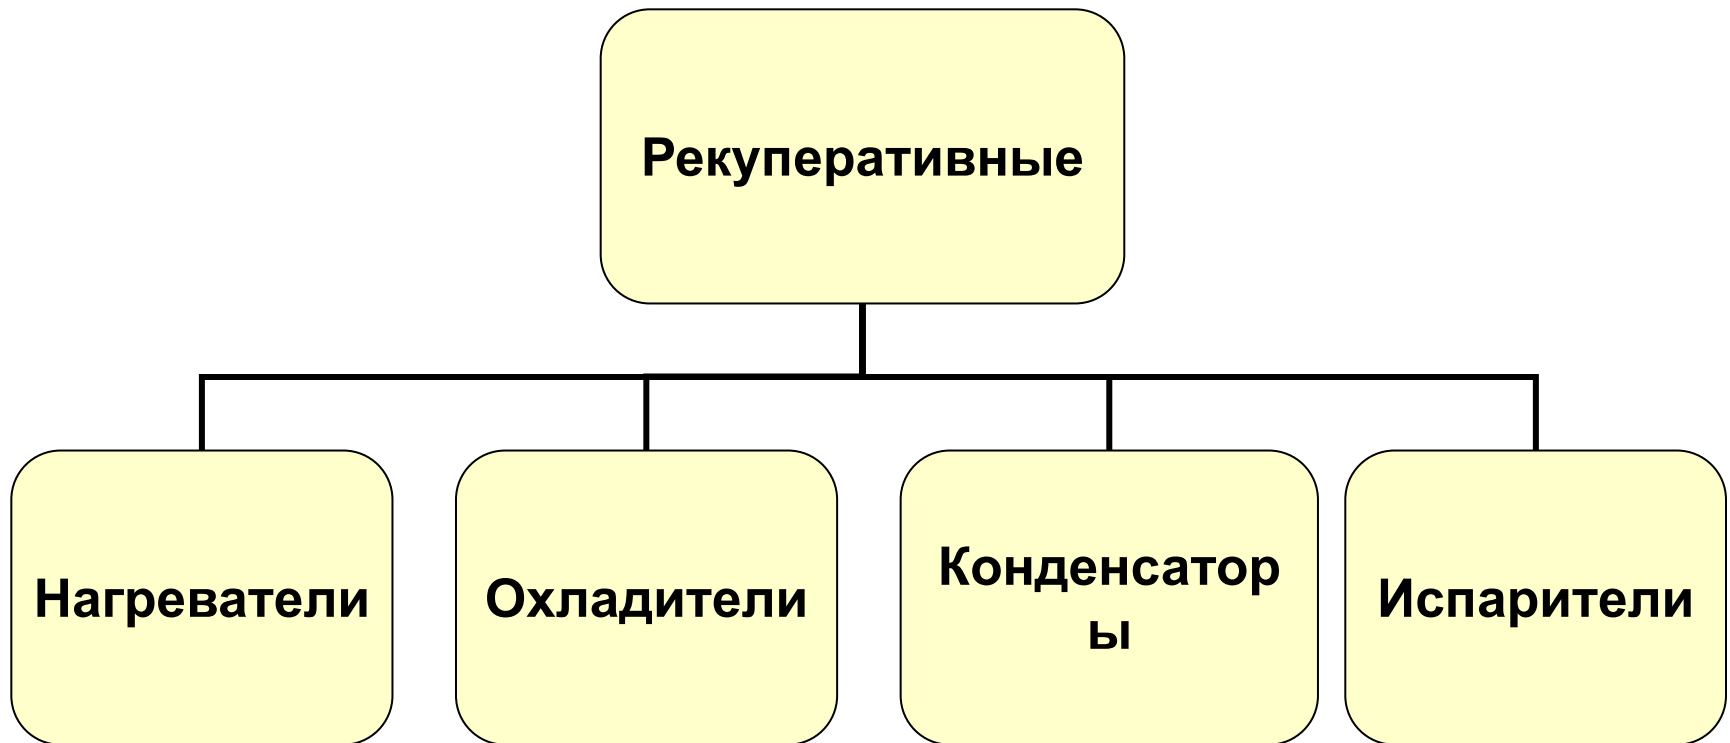 Рекуперативные
Нагреватели
Охладители
Конденсатор
ы
Испарители